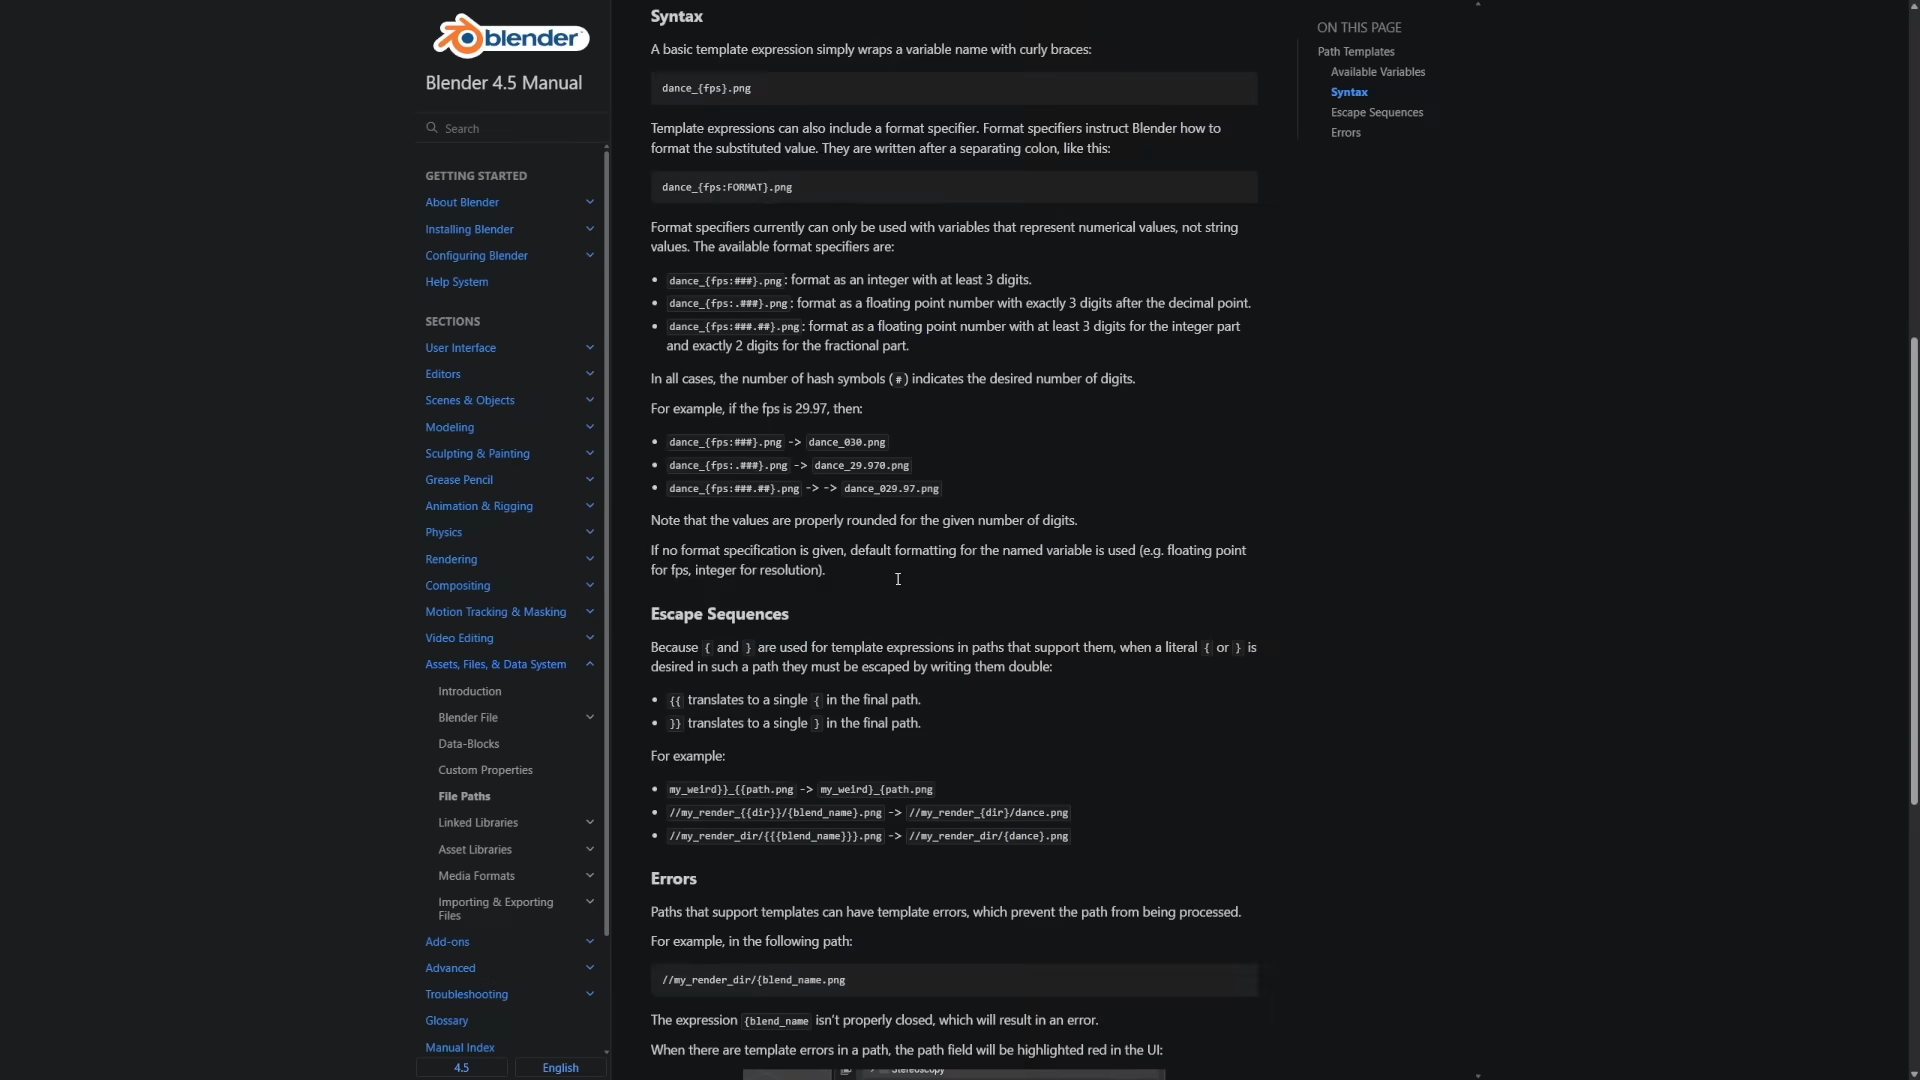 blender
Blender 4.5 Manual
Search
GETTING STARTED
About Blender
Installing Blender
Configuring Blender
Help System
SECTIONS
User Interface
Editors
Scenes & Objects
Modeling
Sculpting & Painting
Grease Pencil
Animation & Rigging
Physics
Rendering
Compositing
Motion Tracking & Masking
Video Editing
Assets, Files, & Data System
Introduction
Blender File
Data-Blocks
Custom Properties
File Paths
Linked Libraries
Asset Libraries
Media Formats
Importing & Exporting
Files
Add-ons
Advanced
Troubleshooting
Glossary
Manual Index
4.5 English
Syntax
A basic template expression simply wraps a variable name with curly braces:
dance_{fps}.png
Template expressions can also include a format specifier. Format specifiers instruct Blender how to
format the substituted value. They are written after a separating colon, like this:
dance_{fps:FORMAT}.png
Format specifiers currently can only be used with variables that represent numerical values, not string
values. The available format specifiers are:
• dance_{fps:###}.png: format as an integer with at least 3 digits.
• dance_{fps:.###}.png: format as a floating point number with exactly 3 digits after the decimal point.
• dance_{fps:###.##}.png: format as a floating point number with at least 3 digits for the integer part
and exactly 2 digits for the fractional part.
In all cases, the number of hash symbols (#) indicates the desired number of digits.
For example, if the fps is 29.97, then:
• dance_{fps:###}.png -> dance_030.png
• dance_{fps:.###}.png -> dance_29.970.png
• dance_{fps:###.##}.png -> -> dance_029.97.png
Note that the values are properly rounded for the given number of digits.
If no format specification is given, default formatting for the named variable is used (e.g. floating point
for fps, integer for resolution).
Escape Sequences
Because { and } are used for template expressions in paths that support them, when a literal { or } is
desired in such a path they must be escaped by writing them double:
• {{ translates to a single { in the final path.
• }} translates to a single } in the final path.
For example:
• my_weird}}_{{path.png -> my_weird}_{path.png
• //my_render_{{dir}}/{blend_name}.png -> //my_render_{dir}/dance.png
• //my_render_dir/{{{blend_name}}}.png -> //my_render_dir/{dance}.png
Errors
Paths that support templates can have template errors, which prevent the path from being processed.
For example, in the following path:
//my_render_dir/{blend_name.png
The expression {blend_name isn't properly closed, which will result in an error.
When there are template errors in a path, the path field will be highlighted red in the UI:
Stereoscopy
ON THIS PAGE
Path Templates
Available Variables
Syntax
Escape Sequences
Errors